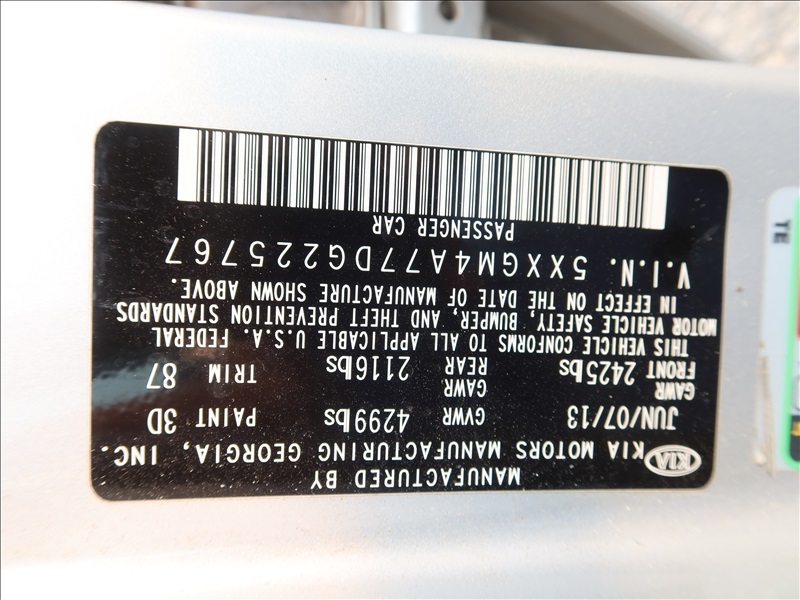 MANUFACTURED BY
KIA KIA MOTORS MANUFACTURING GEORGIA, INC.
JUN/07/13 GVWR 4299lbs PAINT 3D
GAWR FRONT 2425lbs GAWR REAR 2116lbs TRIM 87
THIS VEHICLE CONFORMS TO ALL APPLICABLE U.S.A. FEDERAL
MOTOR VEHICLE SAFETY, BUMPER, AND THEFT PREVENTION STANDARDS
IN EFFECT ON THE DATE OF MANUFACTURE SHOWN ABOVE.
V.I.N. 5XXGM4A77DG225767
PASSENGER CAR
TE